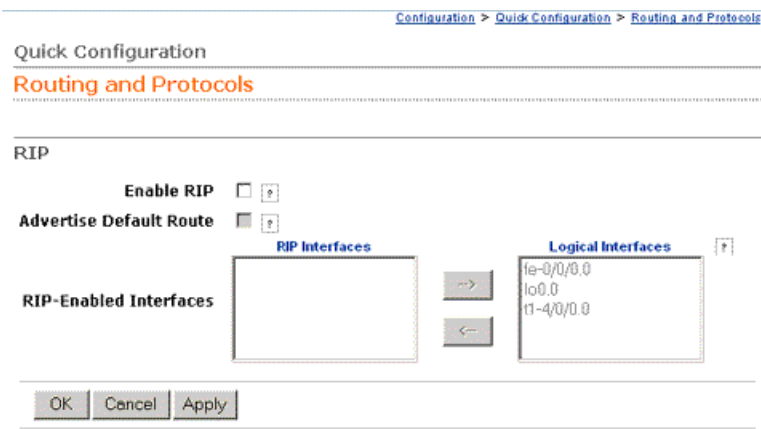 Configuration > Quick Configuration > Routing and Protocols
Quick Configuration
Routing and Protocols
RIP
Enable RIP ?
Advertise Default Route ?
RIP Interfaces Logical Interfaces ?
RIP-Enabled Interfaces
fe-0/0/0.0
lo0.0
t1-4/0/0.0
-->
<--
OK Cancel Apply